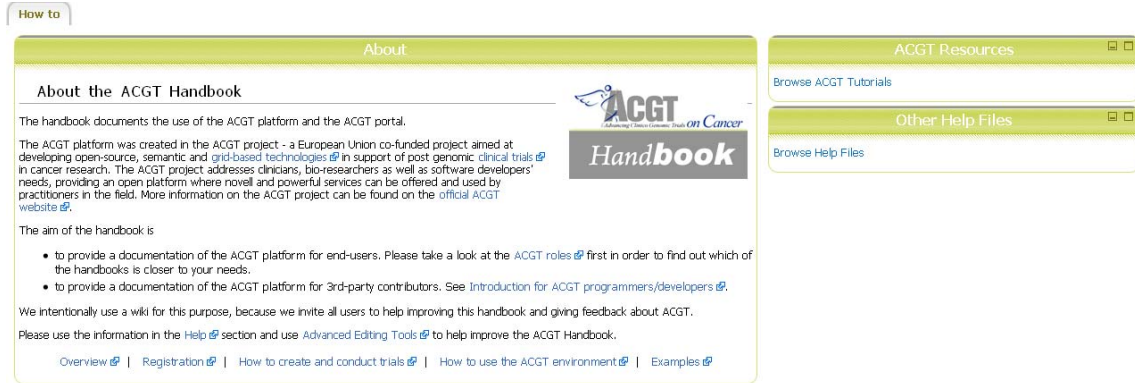 How to
About
About the ACGT Handbook
ACGT
Advancing Clinico Genomic Trials on Cancer
Handbook
The handbook documents the use of the ACGT platform and the ACGT portal.
The ACGT platform was created in the ACGT project - a European Union co-funded project aimed at
developing open-source, semantic and grid-based technologies in support of post genomic clinical trials
in cancer research. The ACGT project addresses clinicians, bio-researchers as well as software developers'
needs, providing an open platform where novell and powerful services can be offered and used by
practitioners in the field. More information on the ACGT project can be found on the official ACGT
website.
The aim of the handbook is
• to provide a documentation of the ACGT platform for end-users. Please take a look at the ACGT roles first in order to find out which of
the handbooks is closer to your needs.
• to provide a documentation of the ACGT platform for 3rd-party contributors. See Introduction for ACGT programmers/developers.
We intentionally use a wiki for this purpose, because we invite all users to help improving this handbook and giving feedback about ACGT.
Please use the information in the Help section and use Advanced Editing Tools to help improve the ACGT Handbook.
Overview | Registration | How to create and conduct trials | How to use the ACGT environment | Examples
ACGT Resources
Browse ACGT Tutorials
Other Help Files
Browse Help Files